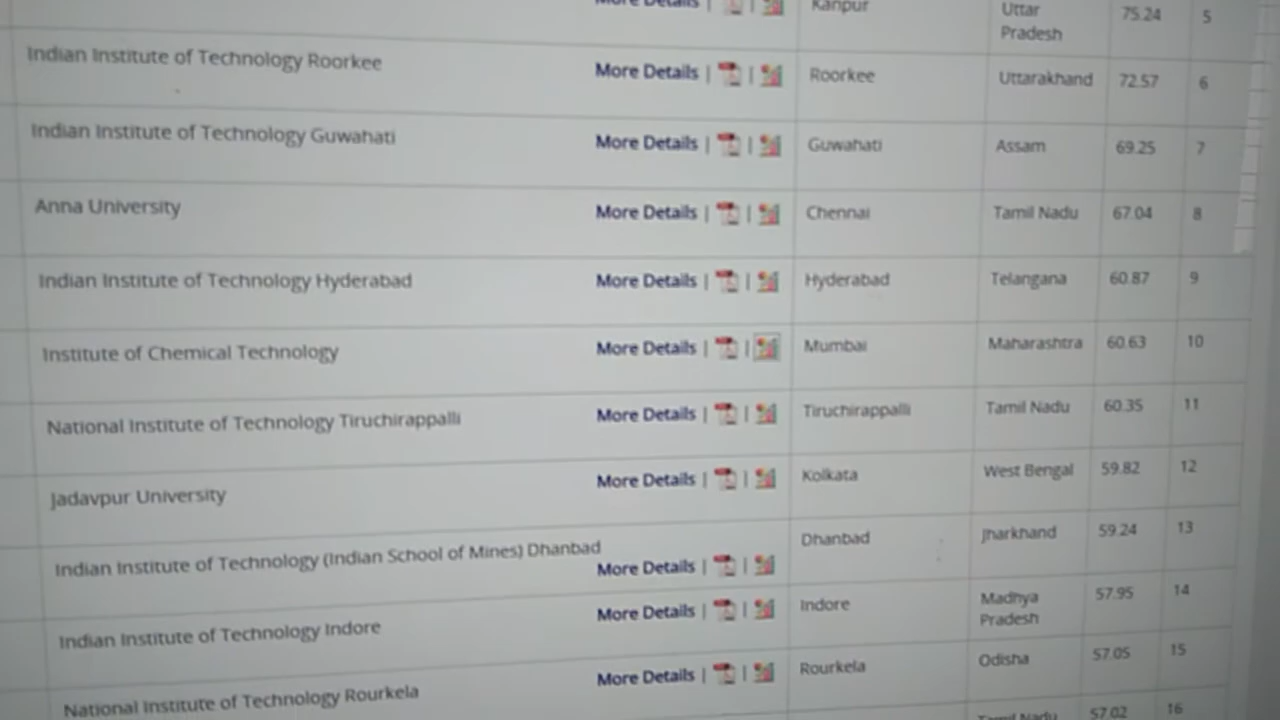 More Details | | Kanpur Uttar Pradesh 75.24 5
Indian Institute of Technology Roorkee More Details | | Roorkee Uttarakhand 72.57 6
Indian Institute of Technology Guwahati More Details | | Guwahati Assam 69.25 7
Anna University More Details | | Chennai Tamil Nadu 67.04 8
Indian Institute of Technology Hyderabad More Details | | Hyderabad Telangana 60.87 9
Institute of Chemical Technology More Details | | Mumbai Maharashtra 60.63 10
National Institute of Technology Tiruchirappalli More Details | | Tiruchirappalli Tamil Nadu 60.35 11
Jadavpur University More Details | | Kolkata West Bengal 59.82 12
Indian Institute of Technology (Indian School of Mines) Dhanbad More Details | | Dhanbad Jharkhand 59.24 13
Indian Institute of Technology Indore More Details | | Indore Madhya Pradesh 57.95 14
National Institute of Technology Rourkela More Details | | Rourkela Odisha 57.05 15
Tamil Nadu 57.02 16